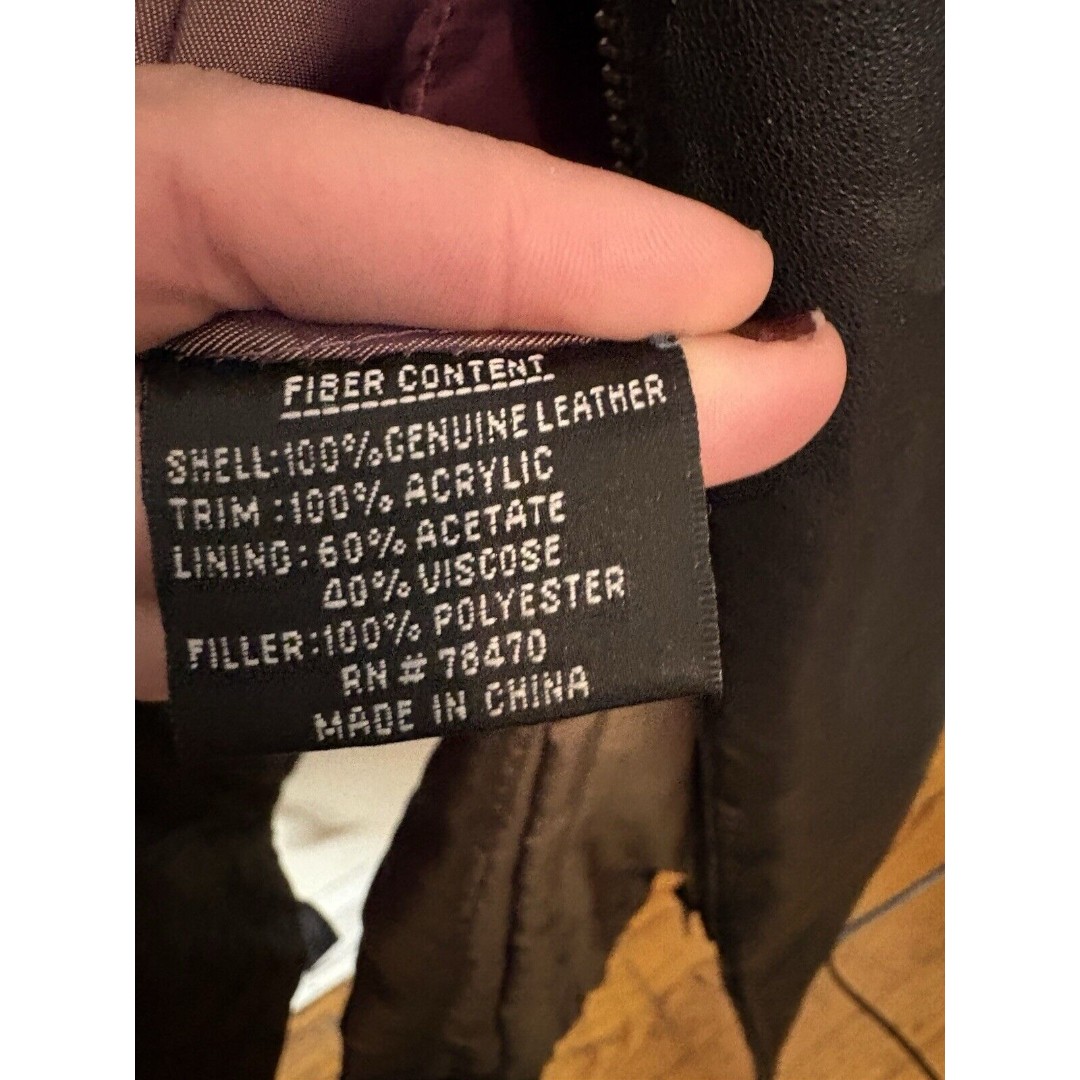 FIBER CONTENT
SHELL:100%GENUINE LEATHER
TRIM:100% ACRYLIC
LINING:60% ACETATE
40% VISCOSE
FILLER:100% POLYESTER
RN # 78470
MADE IN CHINA